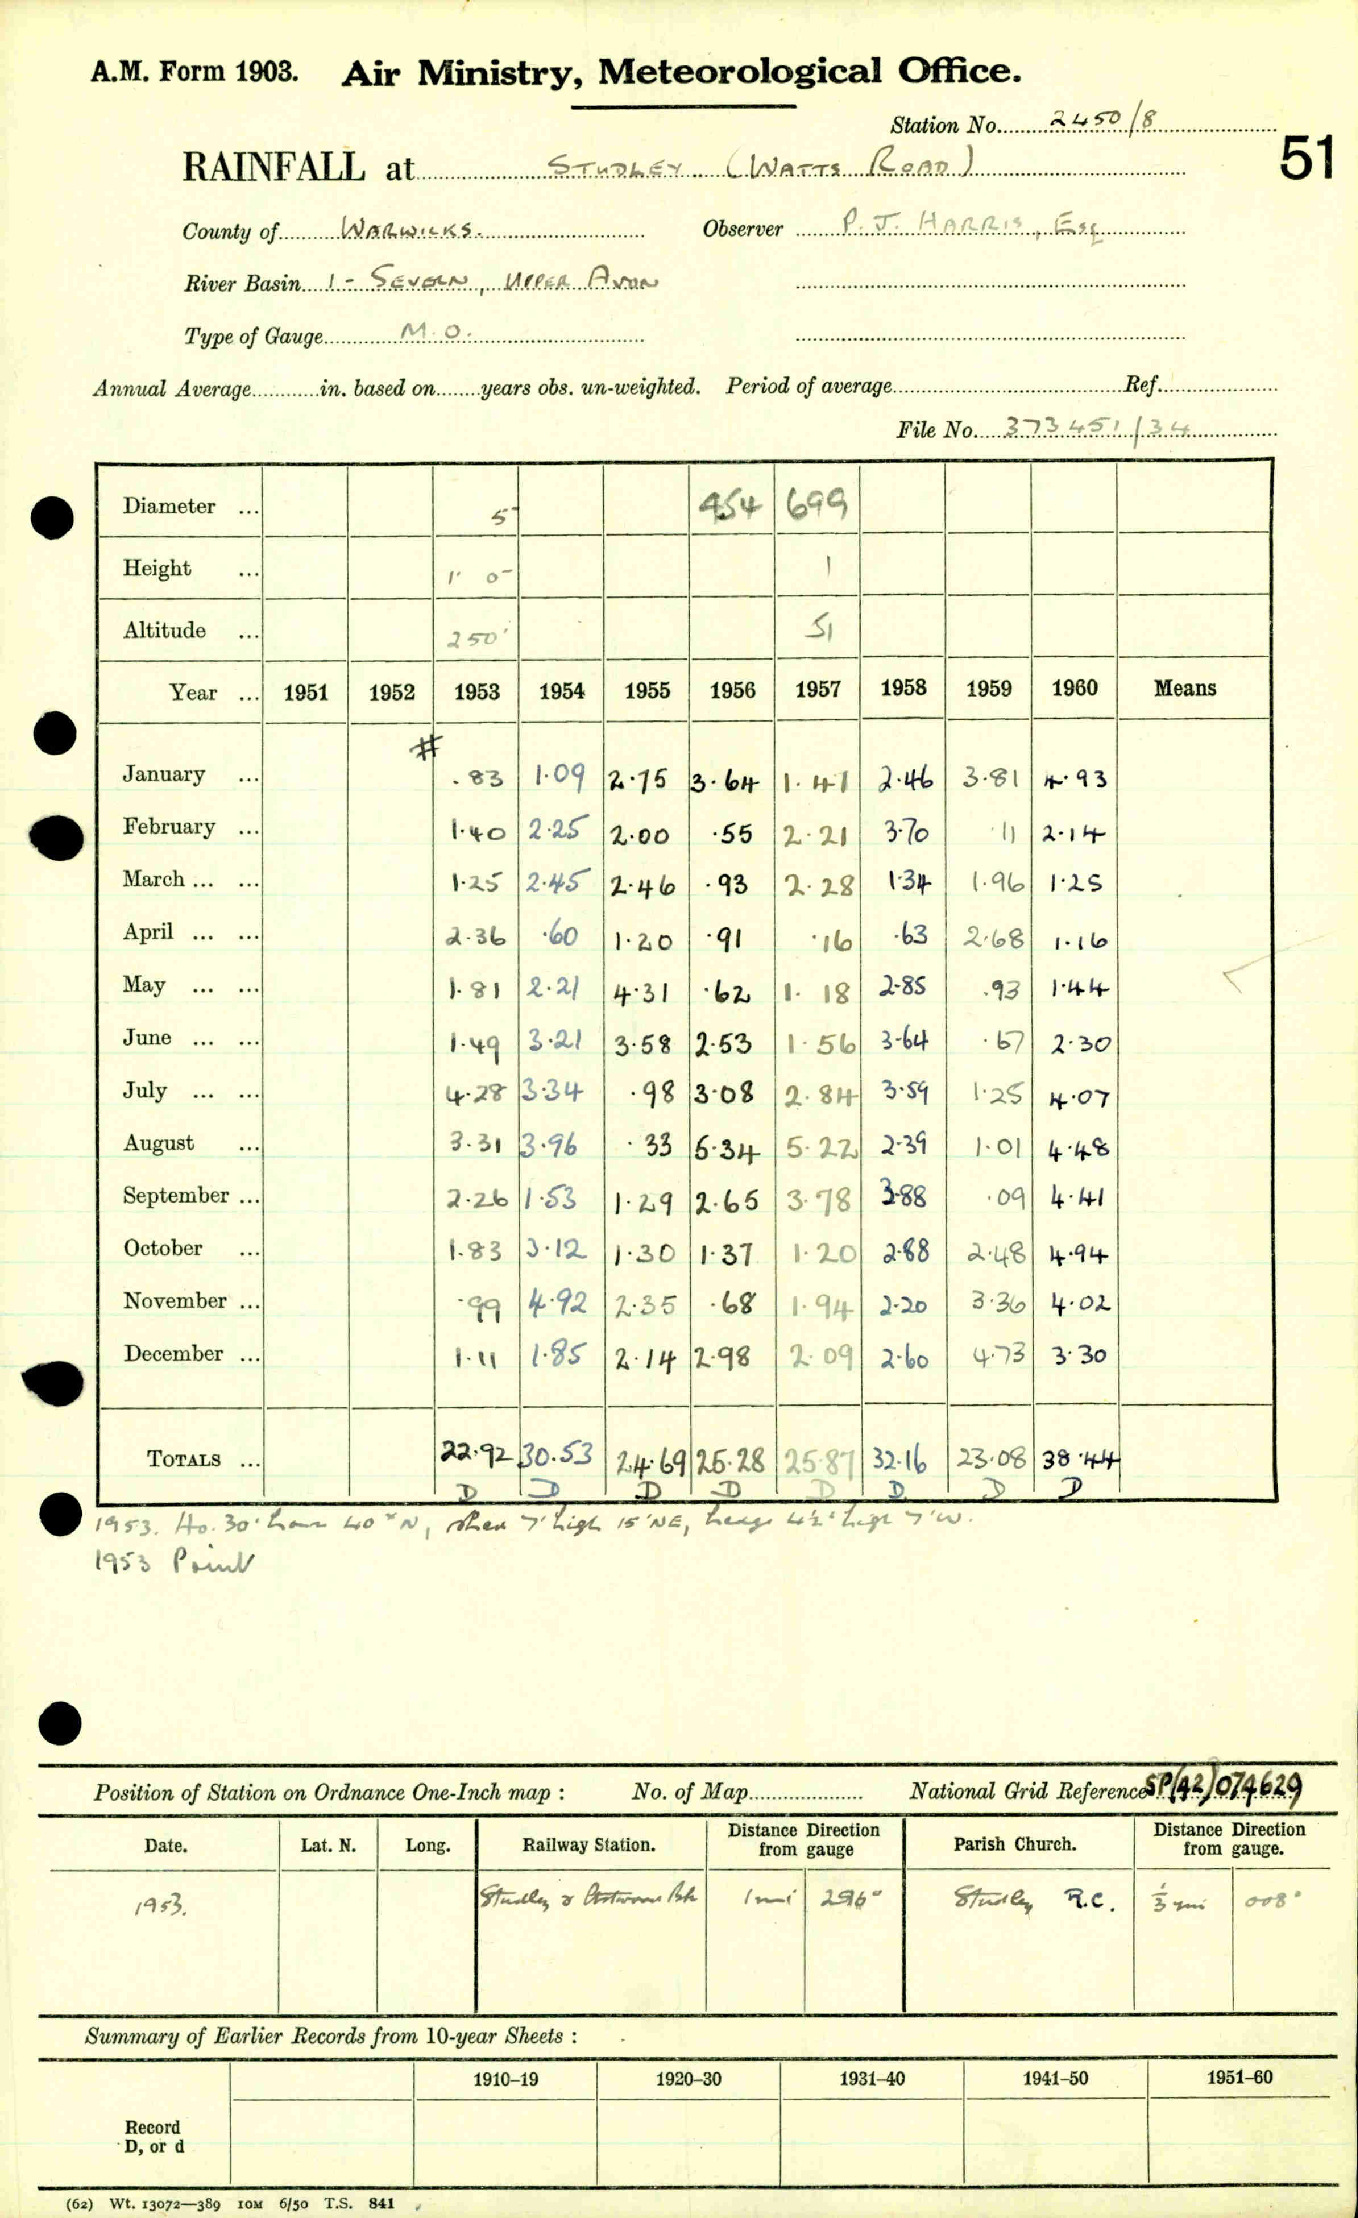 A.M. Form 1903. Air Ministry, Meteorological Office.
Station No. 2450/8
51
RAINFALL at STUDLEY (WATTS ROAD)
County of WARWICKS. Observer P. J. HARRIS, Esq
River Basin 1 - SEVERN, UPPER AVON
Type of Gauge M.O.
Annual Average in. based on years obs. un-weighted. Period of average Ref.
File No. 373451/34
Diameter ... 5 454 699
Height ... 1' 0" 1
Altitude ... 250' 51
Year ... 1951 1952 1953 1954 1955 1956 1957 1958 1959 1960 Means
#
January ... .83 1.09 2.75 3.64 1.41 2.46 3.81 4.93
February ... 1.40 2.25 2.00 .55 2.21 3.70 .11 2.14
March ... ... 1.25 2.45 2.46 .93 2.28 1.34 1.96 1.25
April ... ... 2.36 .60 1.20 .91 .16 .63 2.68 1.16
May ... ... 1.81 2.21 4.31 .62 1.18 2.85 .93 1.44
June ... ... 1.49 3.21 3.58 2.53 1.56 3.64 .67 2.30
July ... ... 4.28 3.34 .98 3.08 2.84 3.59 1.25 4.07
August ... 3.31 3.96 .33 5.34 5.22 2.39 1.01 4.48
September ... 2.26 1.53 1.29 2.65 3.78 3.88 .09 4.41
October ... 1.83 3.12 1.30 1.37 1.20 2.88 2.48 4.94
November ... .99 4.92 2.35 .68 1.94 2.20 3.36 4.02
December ... 1.11 1.85 2.14 2.98 2.09 2.60 4.73 3.30
TOTALS ... 22.92 30.53 24.69 25.28 25.87 32.16 23.08 38.44
D D D D D D D D
1953. Ho. 30' N, shed 7' high 15' NE, hedge 4½' high 7' W.
1953 Point
Position of Station on Ordnance One-Inch map : No. of Map National Grid Reference SP(42)074629
Date. Lat. N. Long. Railway Station. Distance from Direction gauge Parish Church. Distance from Direction gauge.
1953. Studley & Astwood Bk 1 mi 296° Studley R.C. ⅓ mi 008°
Summary of Earlier Records from 10-year Sheets :
1910–19 1920–30 1931–40 1941–50 1951–60
Record
D, or d
(62) Wt. 13072—389 10M 6/50 T.S. 841